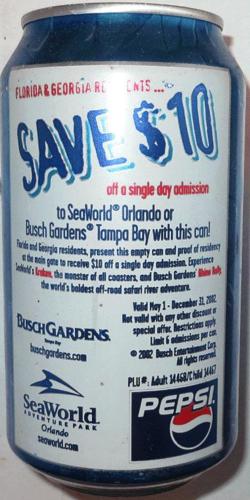 FLORIDA & GEORGIA RESIDENTS...
SAVE $10
off a single day admission
to SeaWorld® Orlando or
Busch Gardens® Tampa Bay with this can!
Florida and Georgia residents, present this empty can and proof of residency
at the main gate to receive $10 off a single day admission. Experience
SeaWorld's Kraken, the monster of all coasters, and Busch Gardens' Rhino Rally,
the world's boldest off-road safari river adventure.
Valid May 1 - December 31, 2002.
Not valid with any other discount or
special offer. Restrictions apply.
Limit 6 admissions per can.
© 2002 Busch Entertainment Corp.
All rights reserved.
BUSCH GARDENS.
Tampa Bay
buschgardens.com
PLU#: Adult 14468/Child 14467
SeaWorld
ADVENTURE PARK
Orlando
seaworld.com
PEPSI